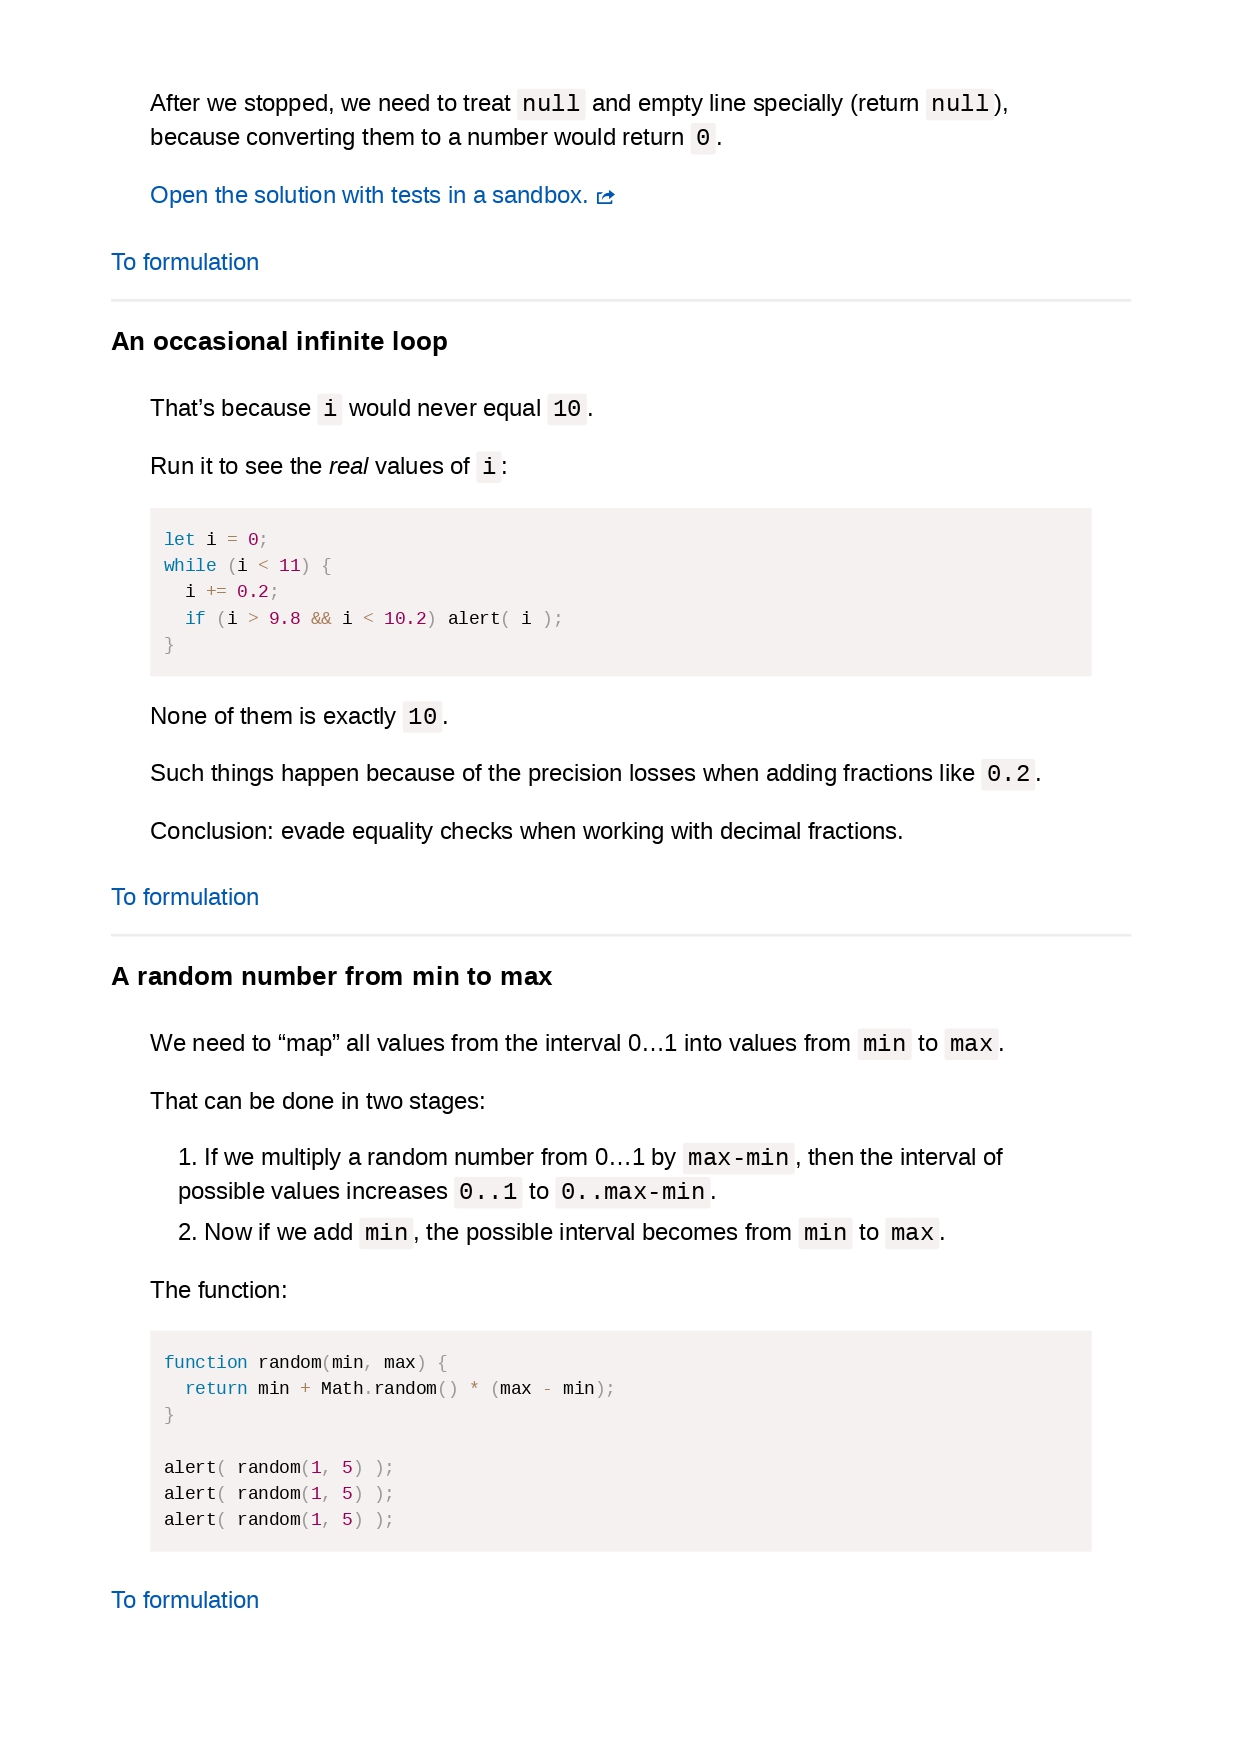 After we stopped, we need to treat null and empty line specially (return null),
because converting them to a number would return 0.
Open the solution with tests in a sandbox.
To formulation
An occasional infinite loop
That’s because i would never equal 10.
Run it to see the real values of i:
let i = 0;
while (i < 11) {
  i += 0.2;
  if (i > 9.8 && i < 10.2) alert( i );
}
None of them is exactly 10.
Such things happen because of the precision losses when adding fractions like 0.2.
Conclusion: evade equality checks when working with decimal fractions.
To formulation
A random number from min to max
We need to “map” all values from the interval 0…1 into values from min to max.
That can be done in two stages:
1. If we multiply a random number from 0…1 by max-min, then the interval of
possible values increases 0..1 to 0..max-min.
2. Now if we add min, the possible interval becomes from min to max.
The function:
function random(min, max) {
  return min + Math.random() * (max - min);
}
alert( random(1, 5) );
alert( random(1, 5) );
alert( random(1, 5) );
To formulation